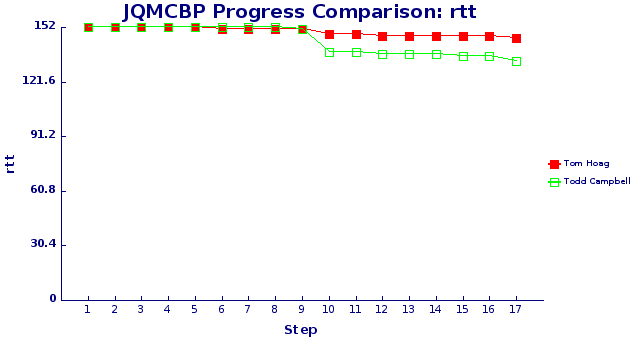 JQMCBP Progress Comparison: rtt
152
121.6
91.2
60.8
30.4
0
rtt
1 2 3 4 5 6 7 8 9 10 11 12 13 14 15 16 17
Step
Tom Hoag
Todd Campbell